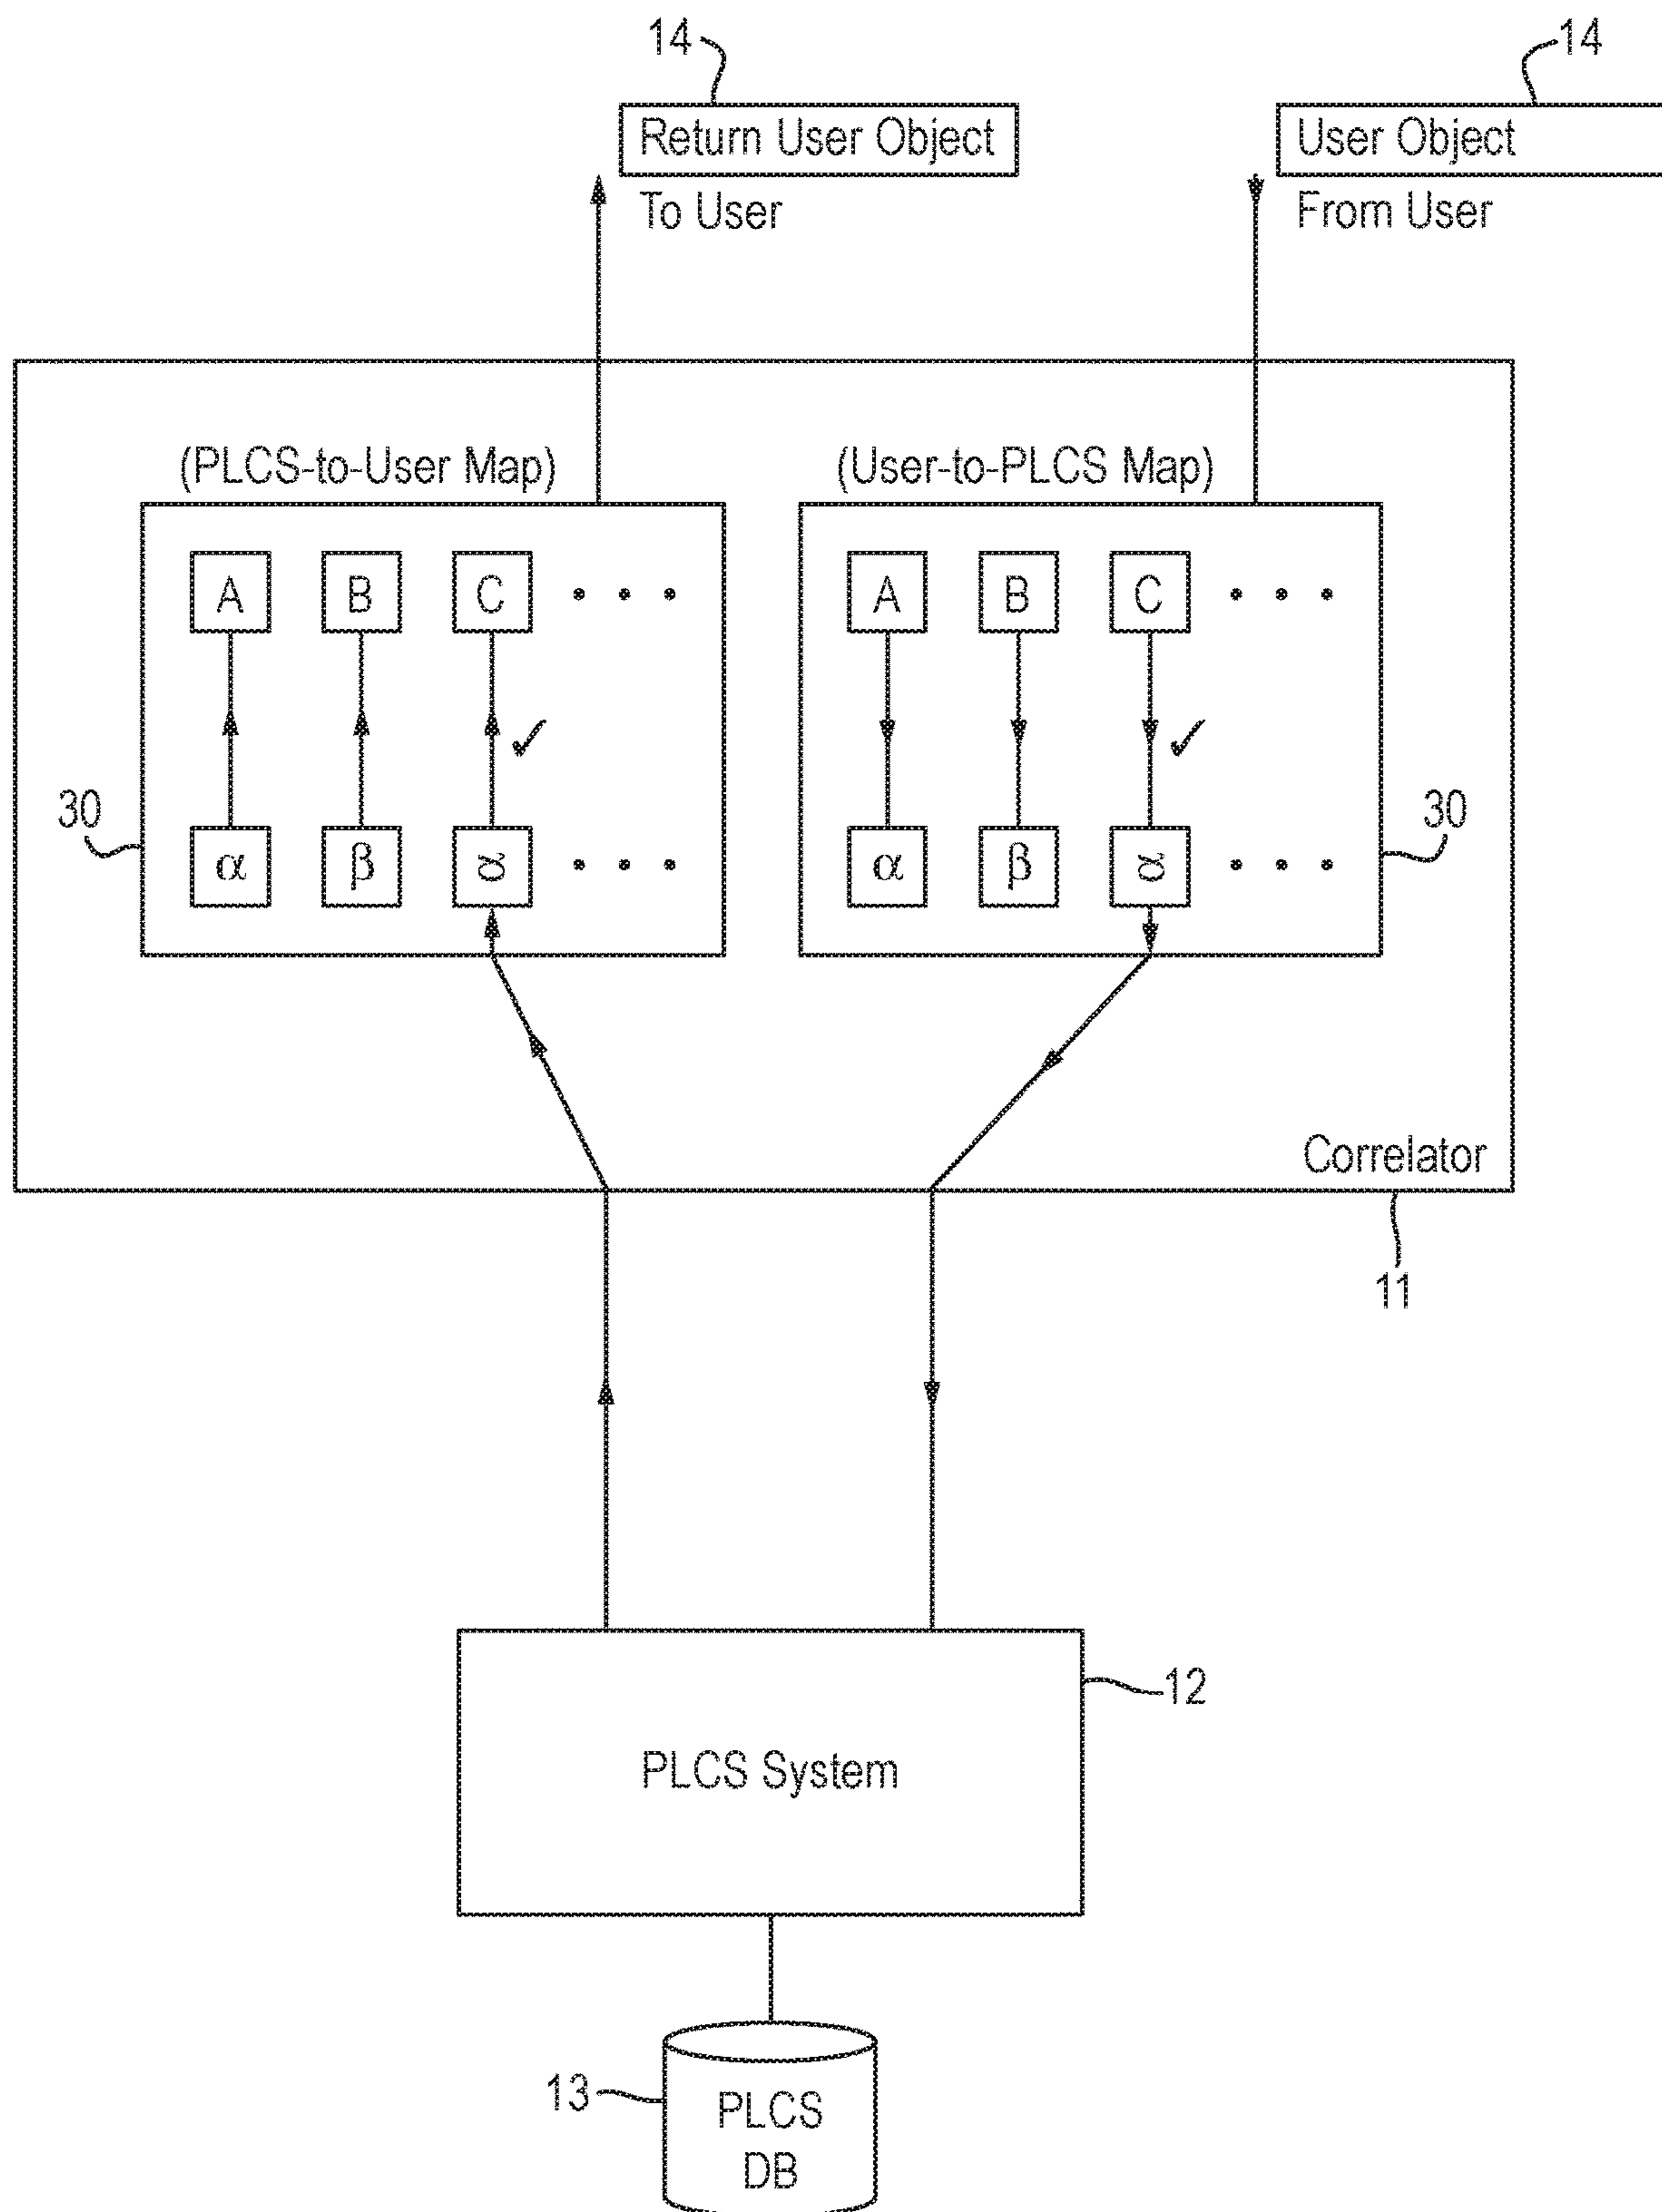 14
14
Return User Object
User Object
To User
From User
(PLCS-to-User Map)
(User-to-PLCS Map)
A B C • • •
A B C • • •
✓
✓
30
30
α β α • • •
α β α • • •
Correlator
11
12
PLCS System
13
PLCS
DB